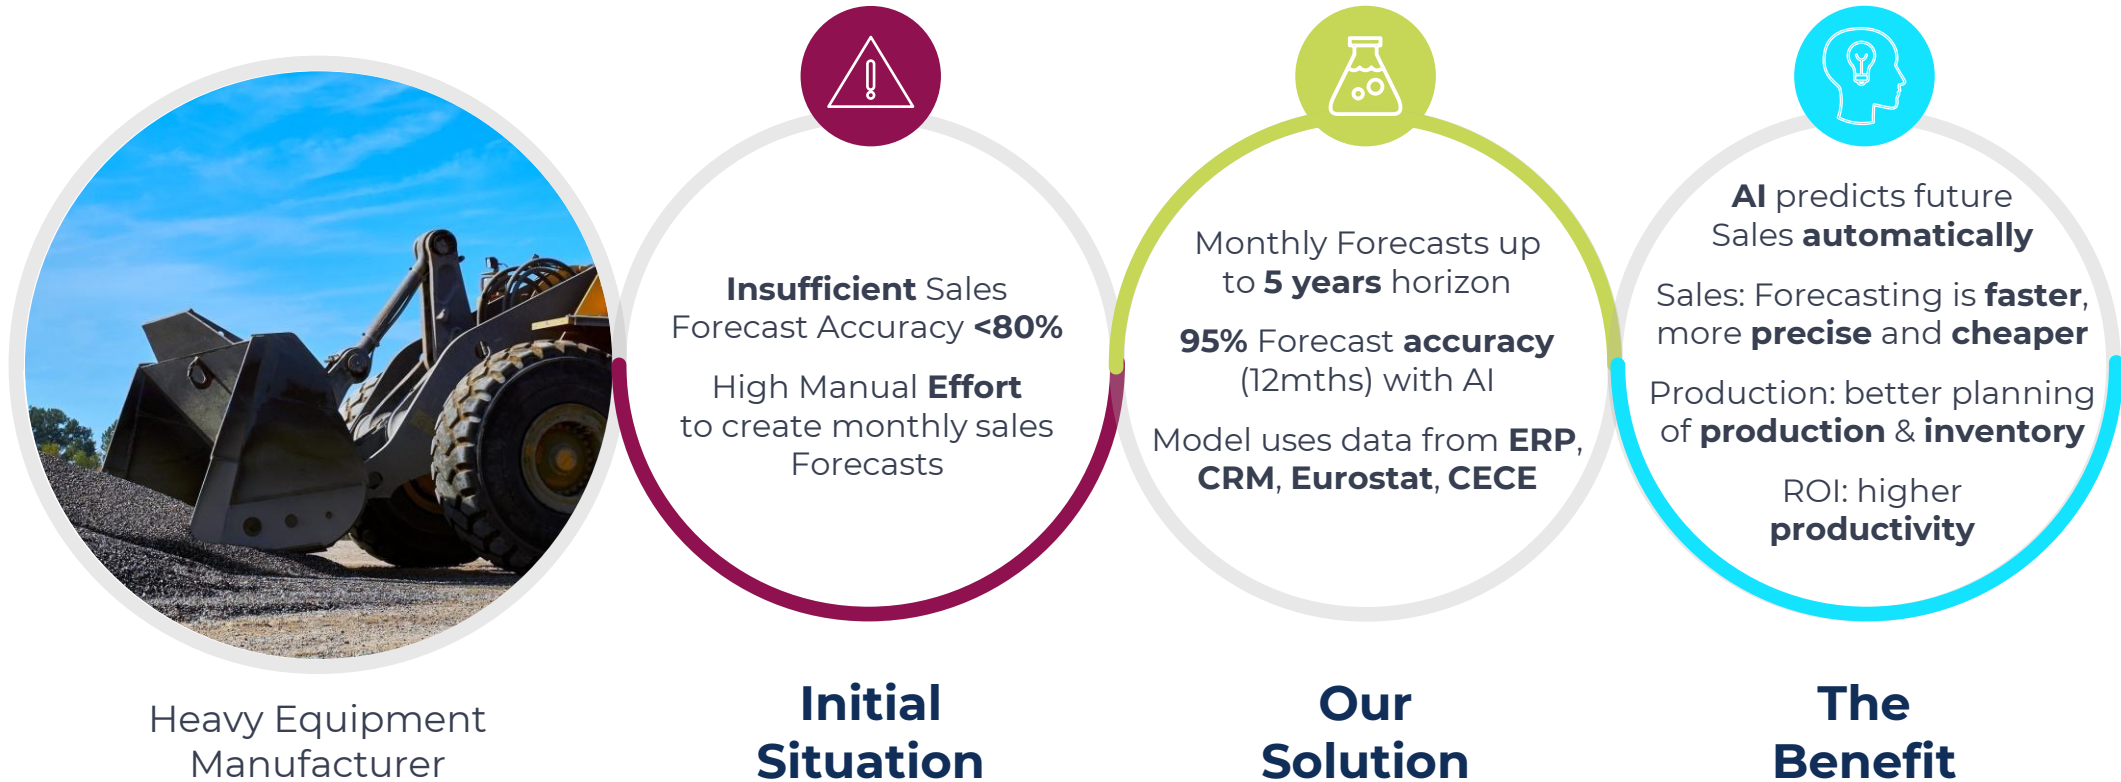 Heavy Equipment
Manufacturer
Insufficient Sales
Forecast Accuracy <80%
High Manual Effort
to create monthly sales
Forecasts
Initial
Situation
Monthly Forecasts up
to 5 years horizon
95% Forecast accuracy
(12mths) with AI
Model uses data from ERP,
CRM, Eurostat, CECE
Our
Solution
AI predicts future
Sales automatically
Sales: Forecasting is faster,
more precise and cheaper
Production: better planning
of production & inventory
ROI: higher
productivity
The
Benefit